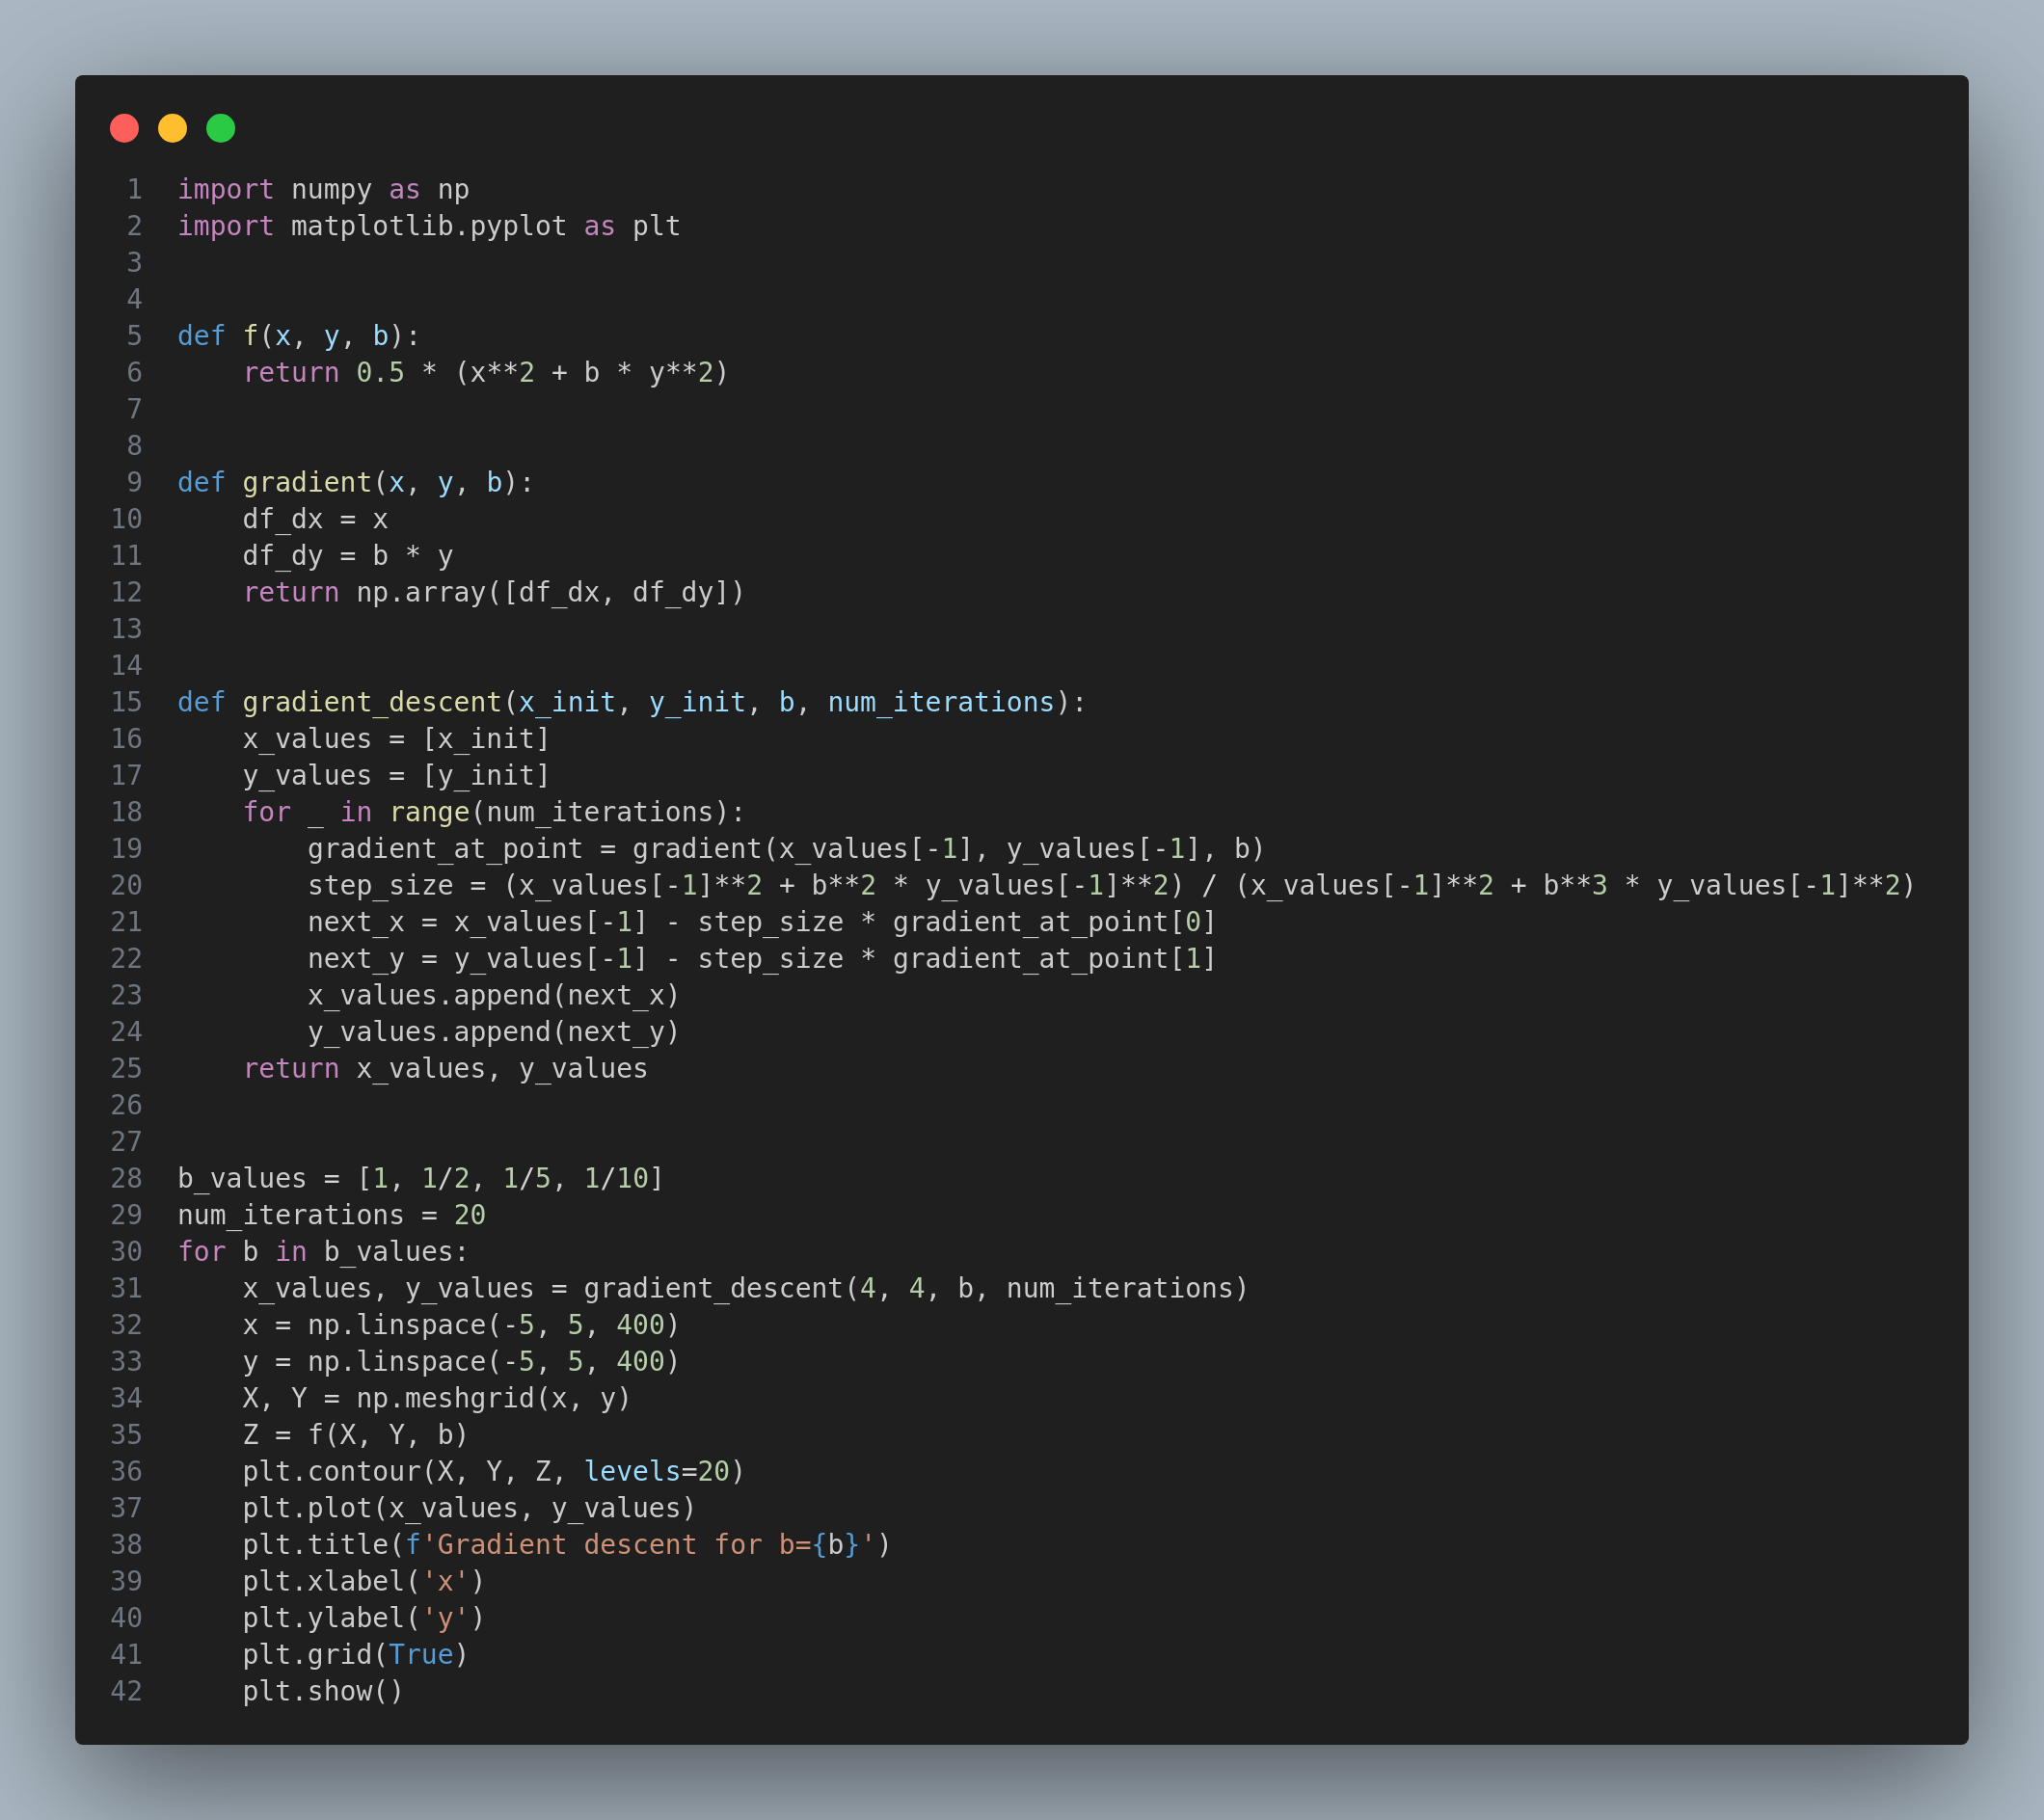 1 import numpy as np
2 import matplotlib.pyplot as plt
3
4
5 def f(x, y, b):
6     return 0.5 * (x**2 + b * y**2)
7
8
9 def gradient(x, y, b):
10     df_dx = x
11     df_dy = b * y
12     return np.array([df_dx, df_dy])
13
14
15 def gradient_descent(x_init, y_init, b, num_iterations):
16     x_values = [x_init]
17     y_values = [y_init]
18     for _ in range(num_iterations):
19         gradient_at_point = gradient(x_values[-1], y_values[-1], b)
20         step_size = (x_values[-1]**2 + b**2 * y_values[-1]**2) / (x_values[-1]**2 + b**3 * y_values[-1]**2)
21         next_x = x_values[-1] - step_size * gradient_at_point[0]
22         next_y = y_values[-1] - step_size * gradient_at_point[1]
23         x_values.append(next_x)
24         y_values.append(next_y)
25     return x_values, y_values
26
27
28 b_values = [1, 1/2, 1/5, 1/10]
29 num_iterations = 20
30 for b in b_values:
31     x_values, y_values = gradient_descent(4, 4, b, num_iterations)
32     x = np.linspace(-5, 5, 400)
33     y = np.linspace(-5, 5, 400)
34     X, Y = np.meshgrid(x, y)
35     Z = f(X, Y, b)
36     plt.contour(X, Y, Z, levels=20)
37     plt.plot(x_values, y_values)
38     plt.title(f'Gradient descent for b={b}')
39     plt.xlabel('x')
40     plt.ylabel('y')
41     plt.grid(True)
42     plt.show()